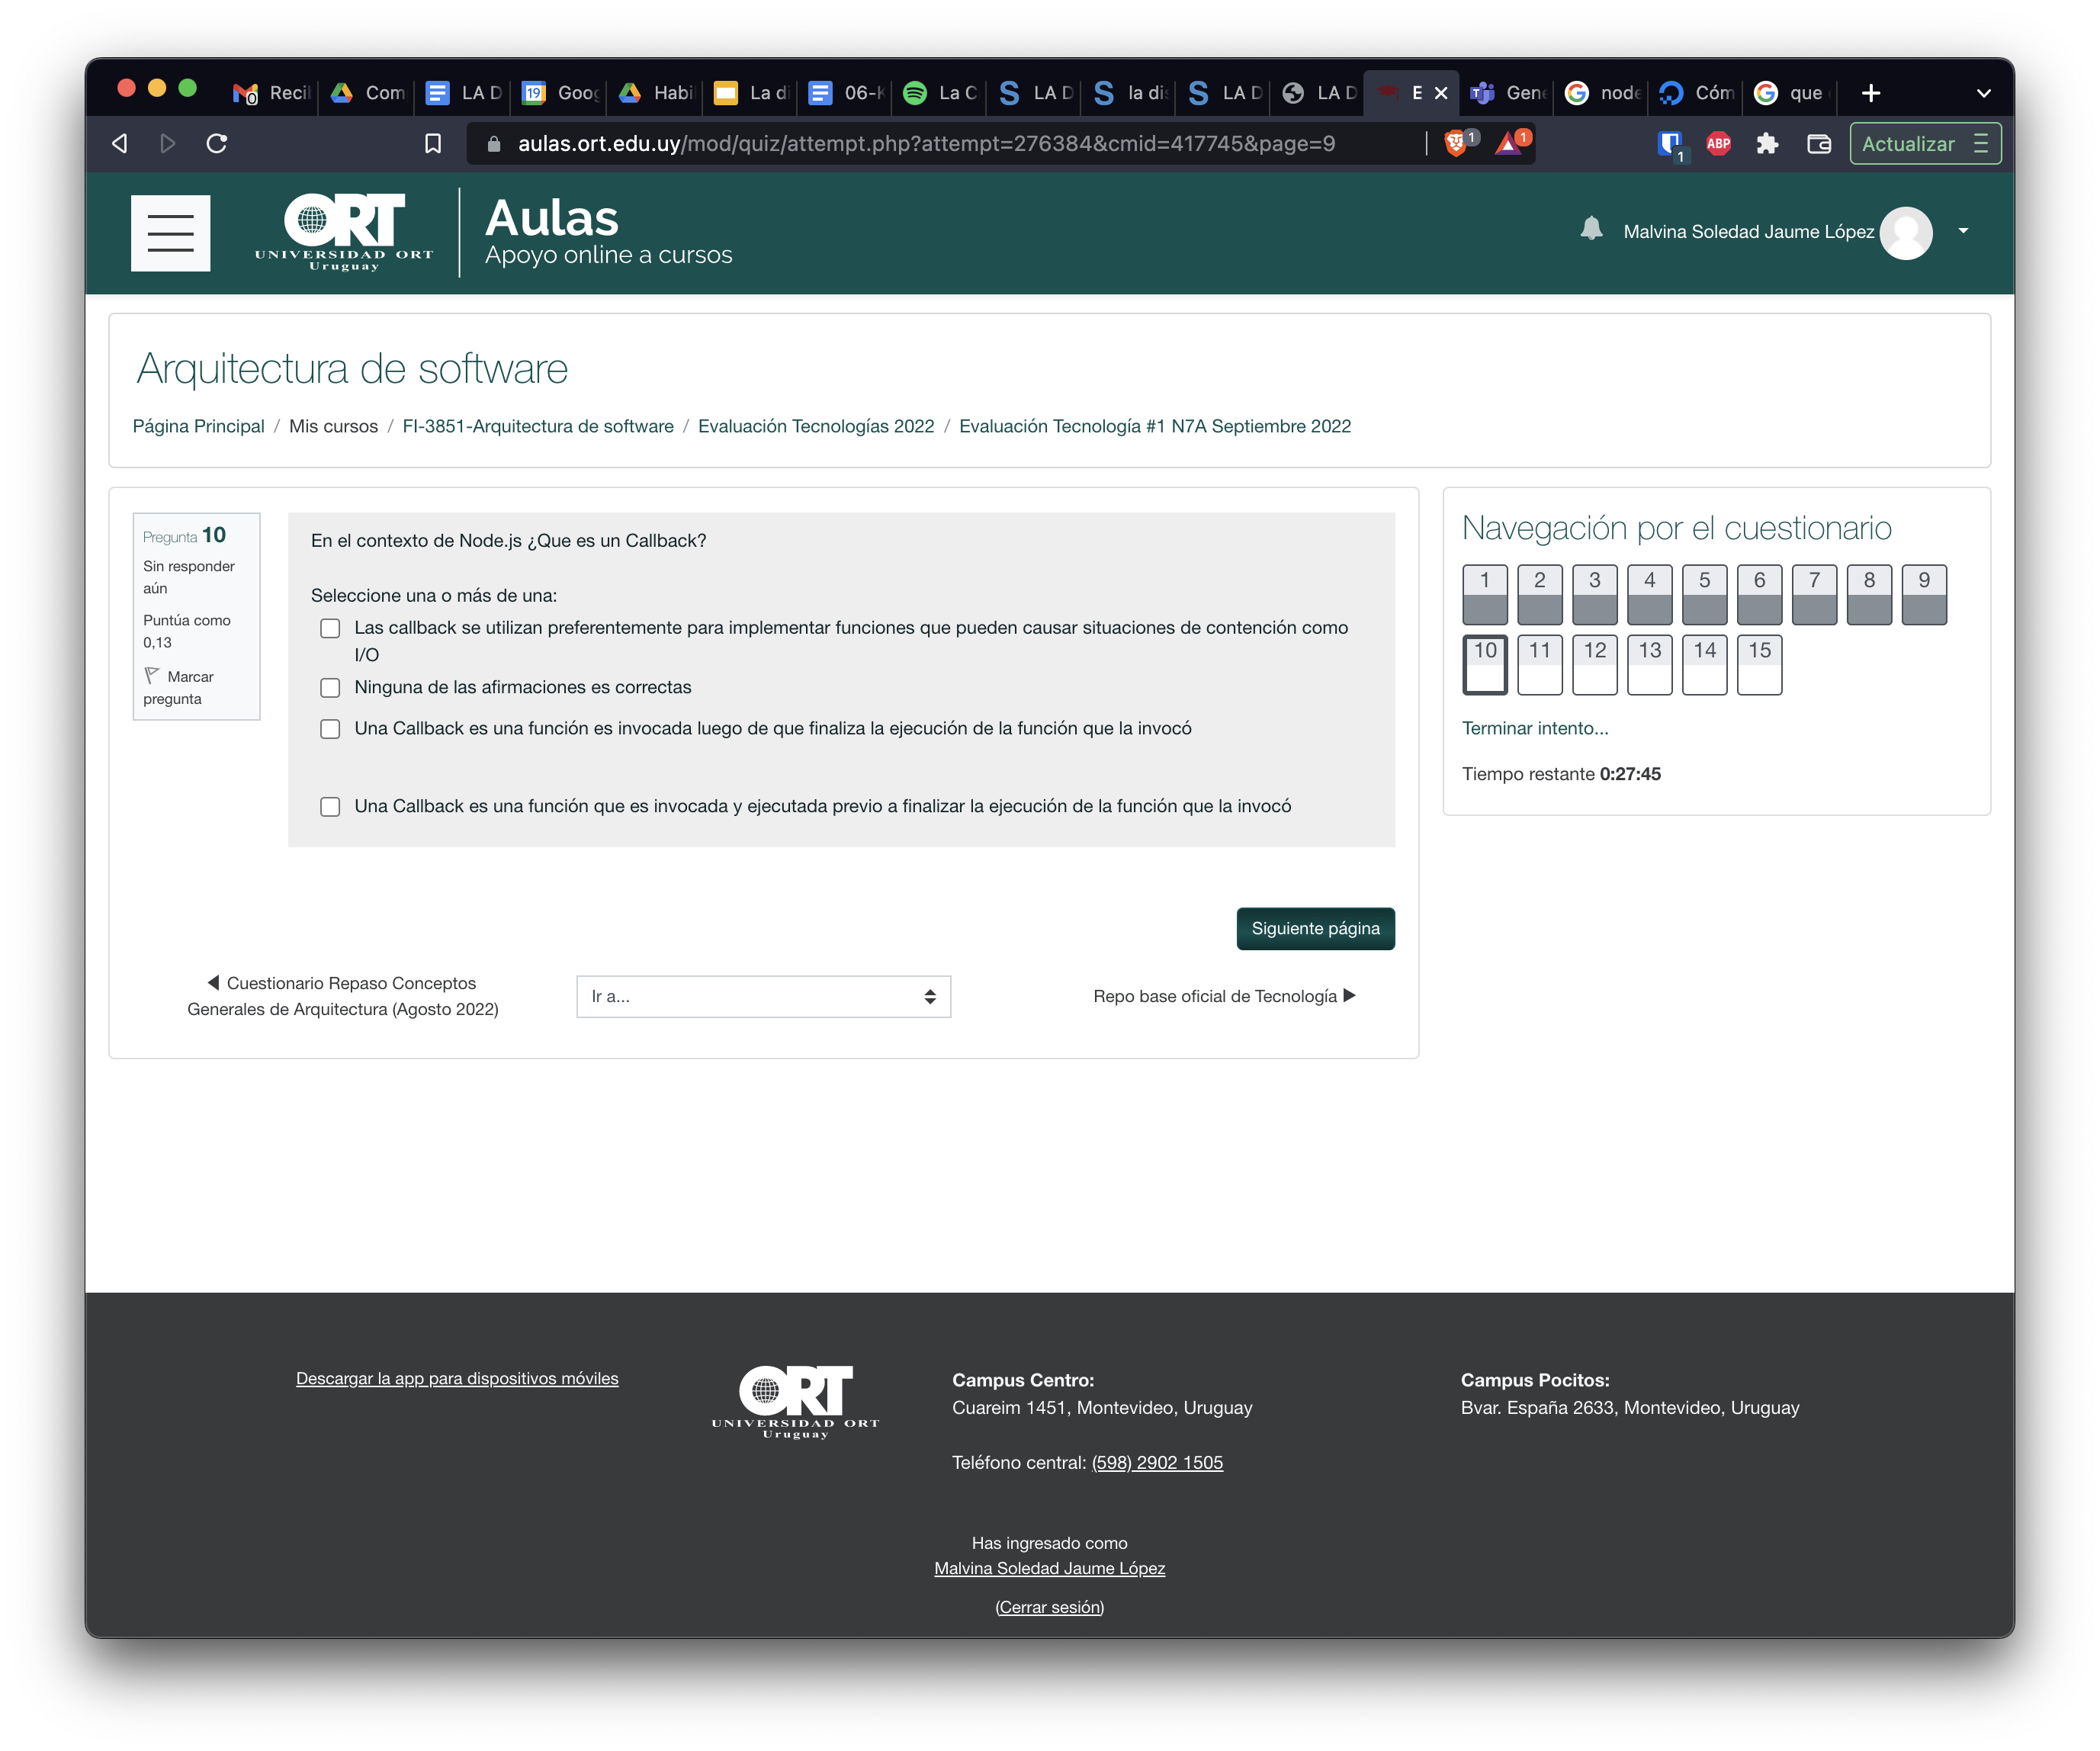 Reci
Com
LA D
Goog
Habi
La di
06-K
La C
LA D
la dis
LA D
LA D
E
Gene
node
Cóm
que
aulas.ort.edu.uy/mod/quiz/attempt.php?attempt=276384&cmid=417745&page=9
1
1
1
ABP
Actualizar
ORT
UNIVERSIDAD ORT
Uruguay
Aulas
Apoyo online a cursos
Malvina Soledad Jaume López
Arquitectura de software
Página Principal / Mis cursos / FI-3851-Arquitectura de software / Evaluación Tecnologías 2022 / Evaluación Tecnología #1 N7A Septiembre 2022
Pregunta 10
Sin responder
aún
Puntúa como
0,13
Marcar
pregunta
En el contexto de Node.js ¿Que es un Callback?
Seleccione una o más de una:
Las callback se utilizan preferentemente para implementar funciones que pueden causar situaciones de contención como
I/O
Ninguna de las afirmaciones es correctas
Una Callback es una función es invocada luego de que finaliza la ejecución de la función que la invocó
Una Callback es una función que es invocada y ejecutada previo a finalizar la ejecución de la función que la invocó
Siguiente página
◀ Cuestionario Repaso Conceptos
Generales de Arquitectura (Agosto 2022)
Ir a...
Repo base oficial de Tecnología ▶
Navegación por el cuestionario
1 2 3 4 5 6 7 8 9
10 11 12 13 14 15
Terminar intento...
Tiempo restante 0:27:45
Descargar la app para dispositivos móviles
ORT
UNIVERSIDAD ORT
Uruguay
Campus Centro:
Cuareim 1451, Montevideo, Uruguay
Teléfono central: (598) 2902 1505
Campus Pocitos:
Bvar. España 2633, Montevideo, Uruguay
Has ingresado como
Malvina Soledad Jaume López
(Cerrar sesión)